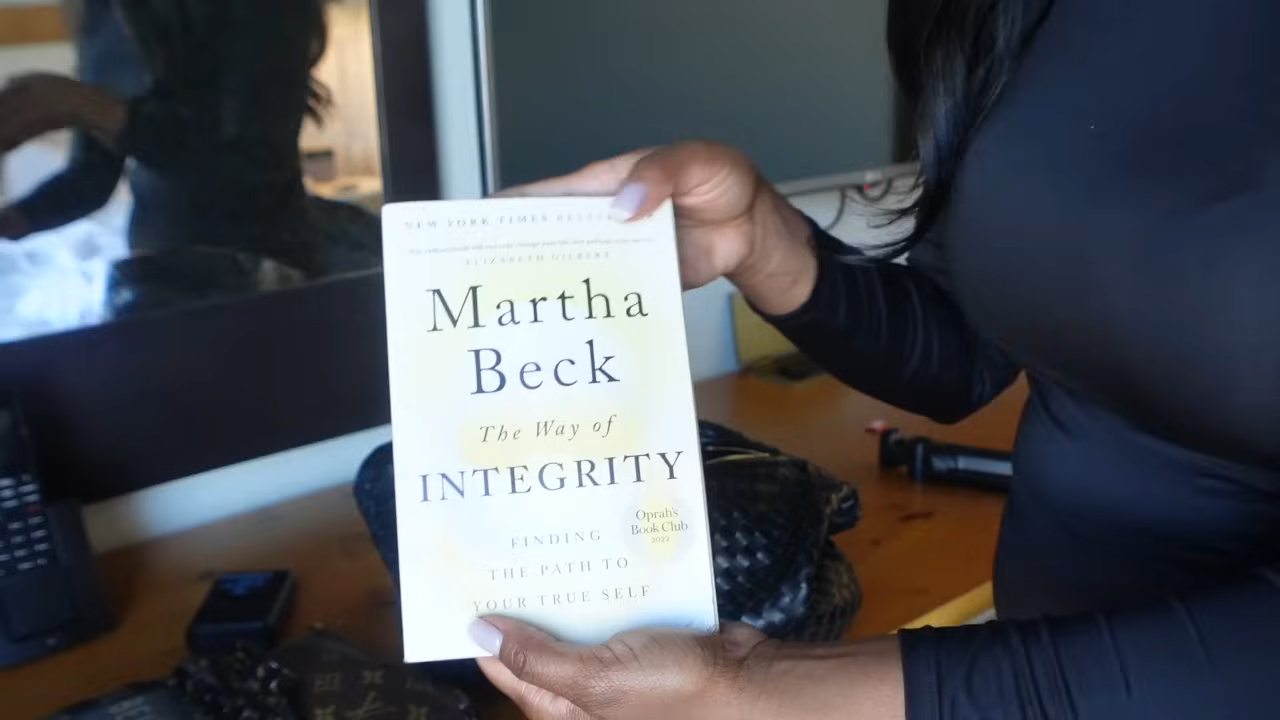 NEW YORK TIMES BESTSELLER
ELIZABETH GILBERT
Martha
Beck
The Way of
INTEGRITY
Oprah's
Book Club
2022
FINDING
THE PATH TO
YOUR TRUE SELF